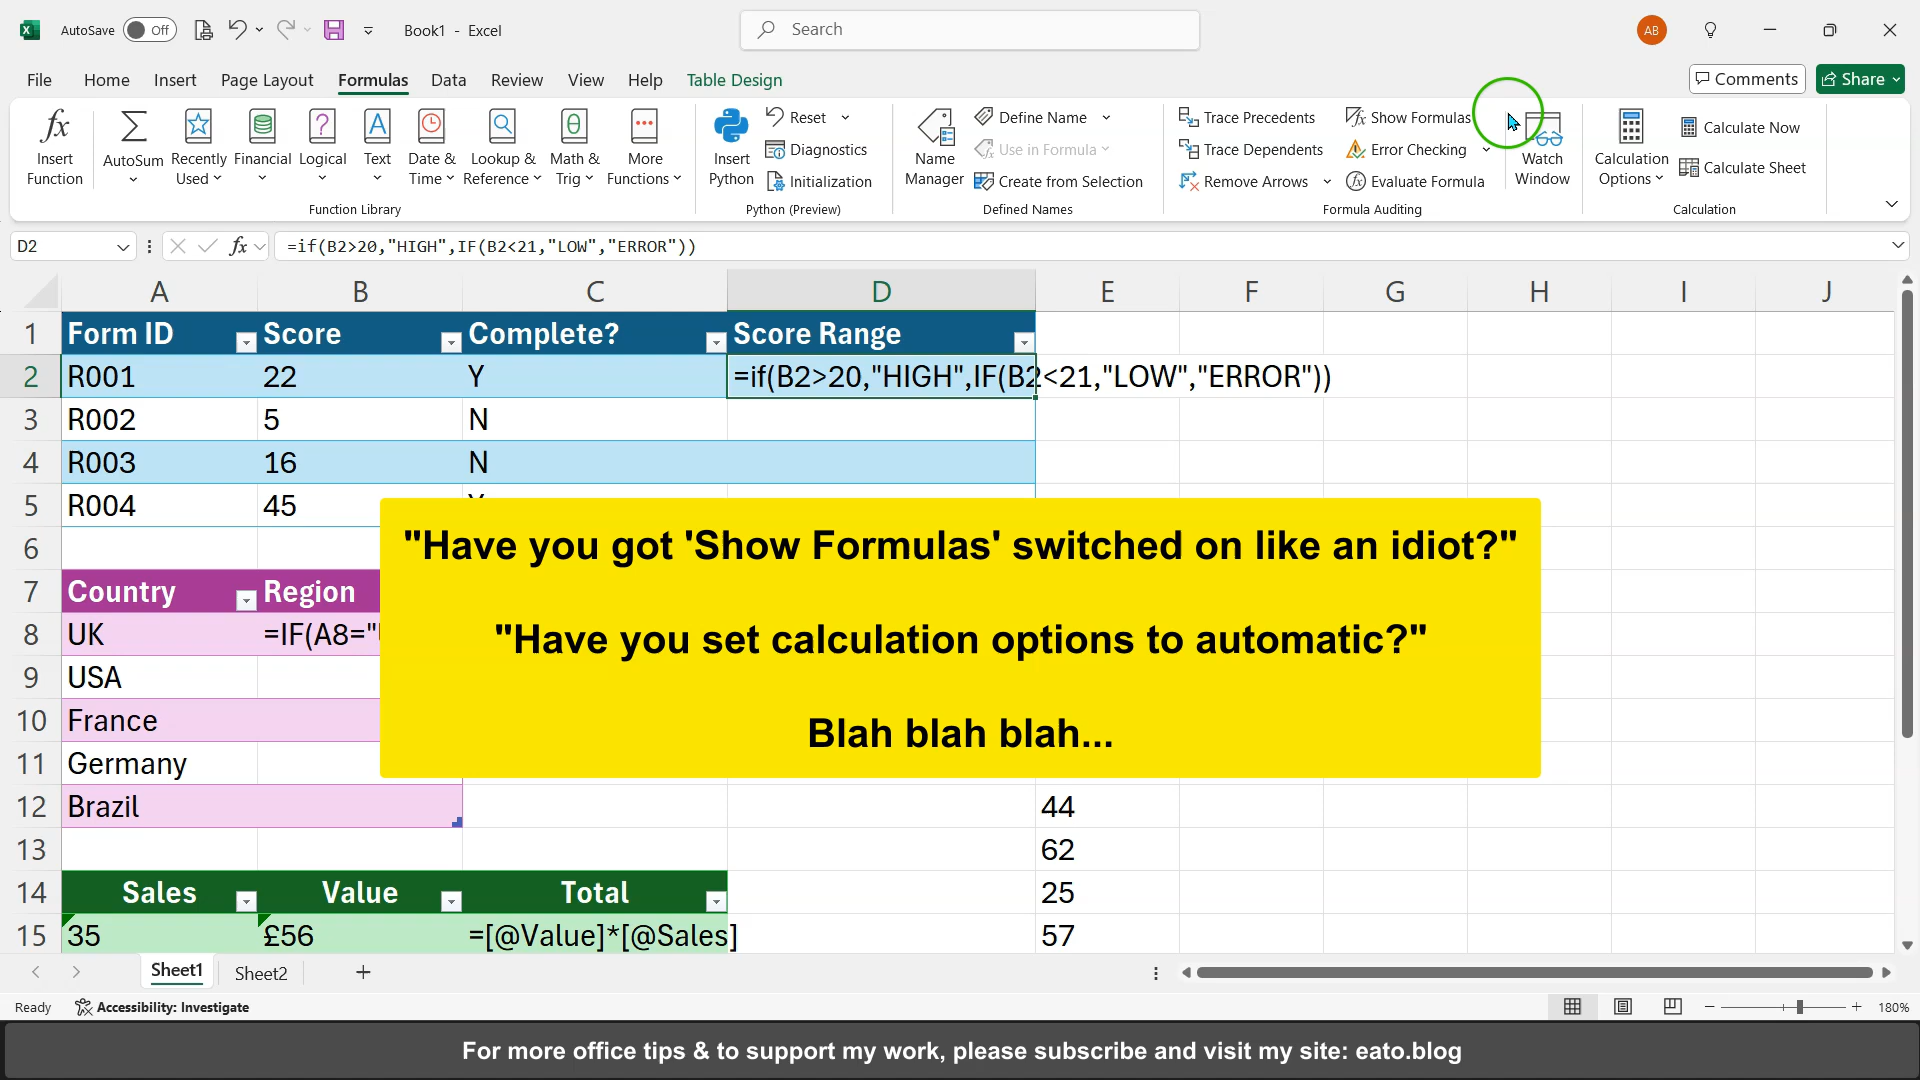 AutoSave Off Book1 - Excel Search AB
File Home Insert Page Layout Formulas Data Review View Help Table Design Comments Share
Insert Function AutoSum Recently Used Financial Logical Text Date & Time Lookup & Reference Math & Trig More Functions
Function Library
Insert Python Reset Diagnostics Initialization
Python (Preview)
Name Manager Define Name Use in Formula Create from Selection
Defined Names
Trace Precedents Trace Dependents Remove Arrows Show Formulas Error Checking Evaluate Formula
Formula Auditing
Watch Window
Calculation Options Calculate Now Calculate Sheet
Calculation
D2 fx =if(B2>20,"HIGH",IF(B2<21,"LOW","ERROR"))
A B C D E F G H I J
1 Form ID Score Complete? Score Range
2 R001 22 Y =if(B2>20,"HIGH",IF(B2<21,"LOW","ERROR"))
3 R002 5 N
4 R003 16 N
5 R004 45
6
7 Country Region
8 UK =IF(A8="
9 USA
10 France
11 Germany
12 Brazil 44
13 62
14 Sales Value Total 25
15 35 £56 =[@Value]*[@Sales] 57
"Have you got 'Show Formulas' switched on like an idiot?"
"Have you set calculation options to automatic?"
Blah blah blah...
Sheet1 Sheet2
Ready Accessibility: Investigate 180%
For more office tips & to support my work, please subscribe and visit my site: eato.blog